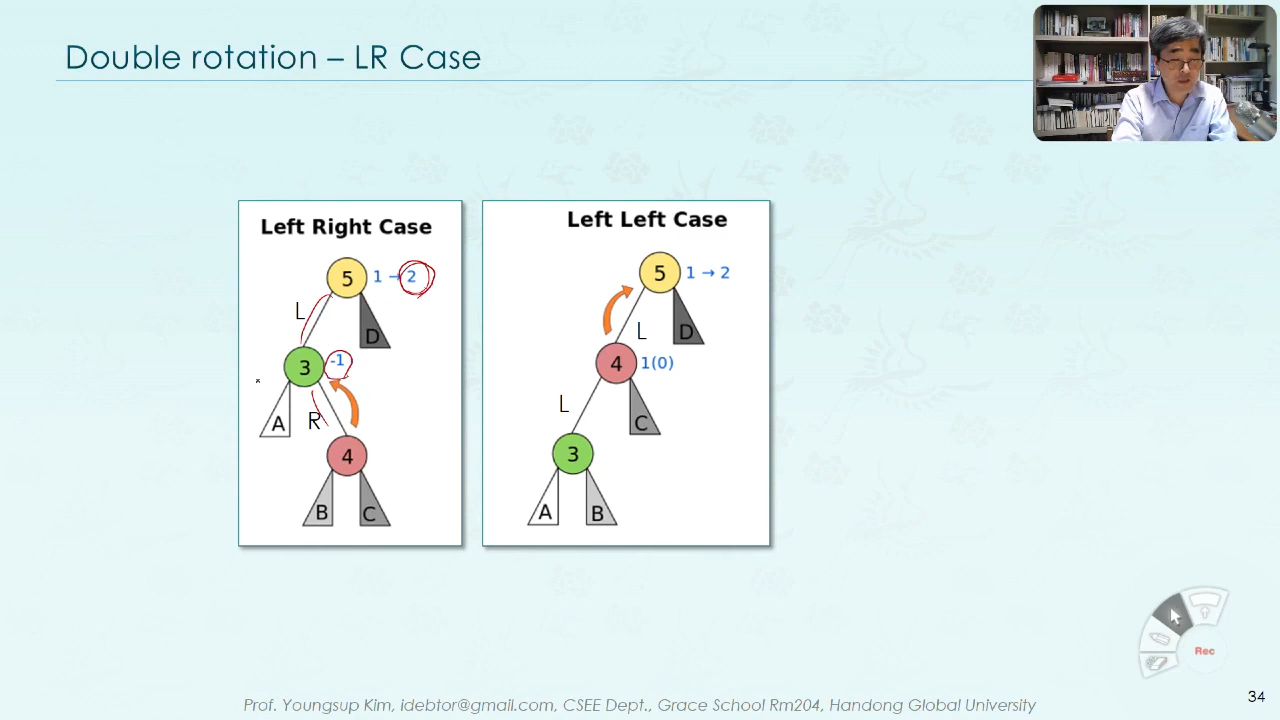 Double rotation – LR Case
Left Right Case
5 1 → 2
L
D
3 -1
A
R
4
B C
Left Left Case
5 1 → 2
L D
4 1(0)
L
C
3
A B
Rec
Prof. Youngsup Kim, idebtor@gmail.com, CSEE Dept., Grace School Rm204, Handong Global University
34